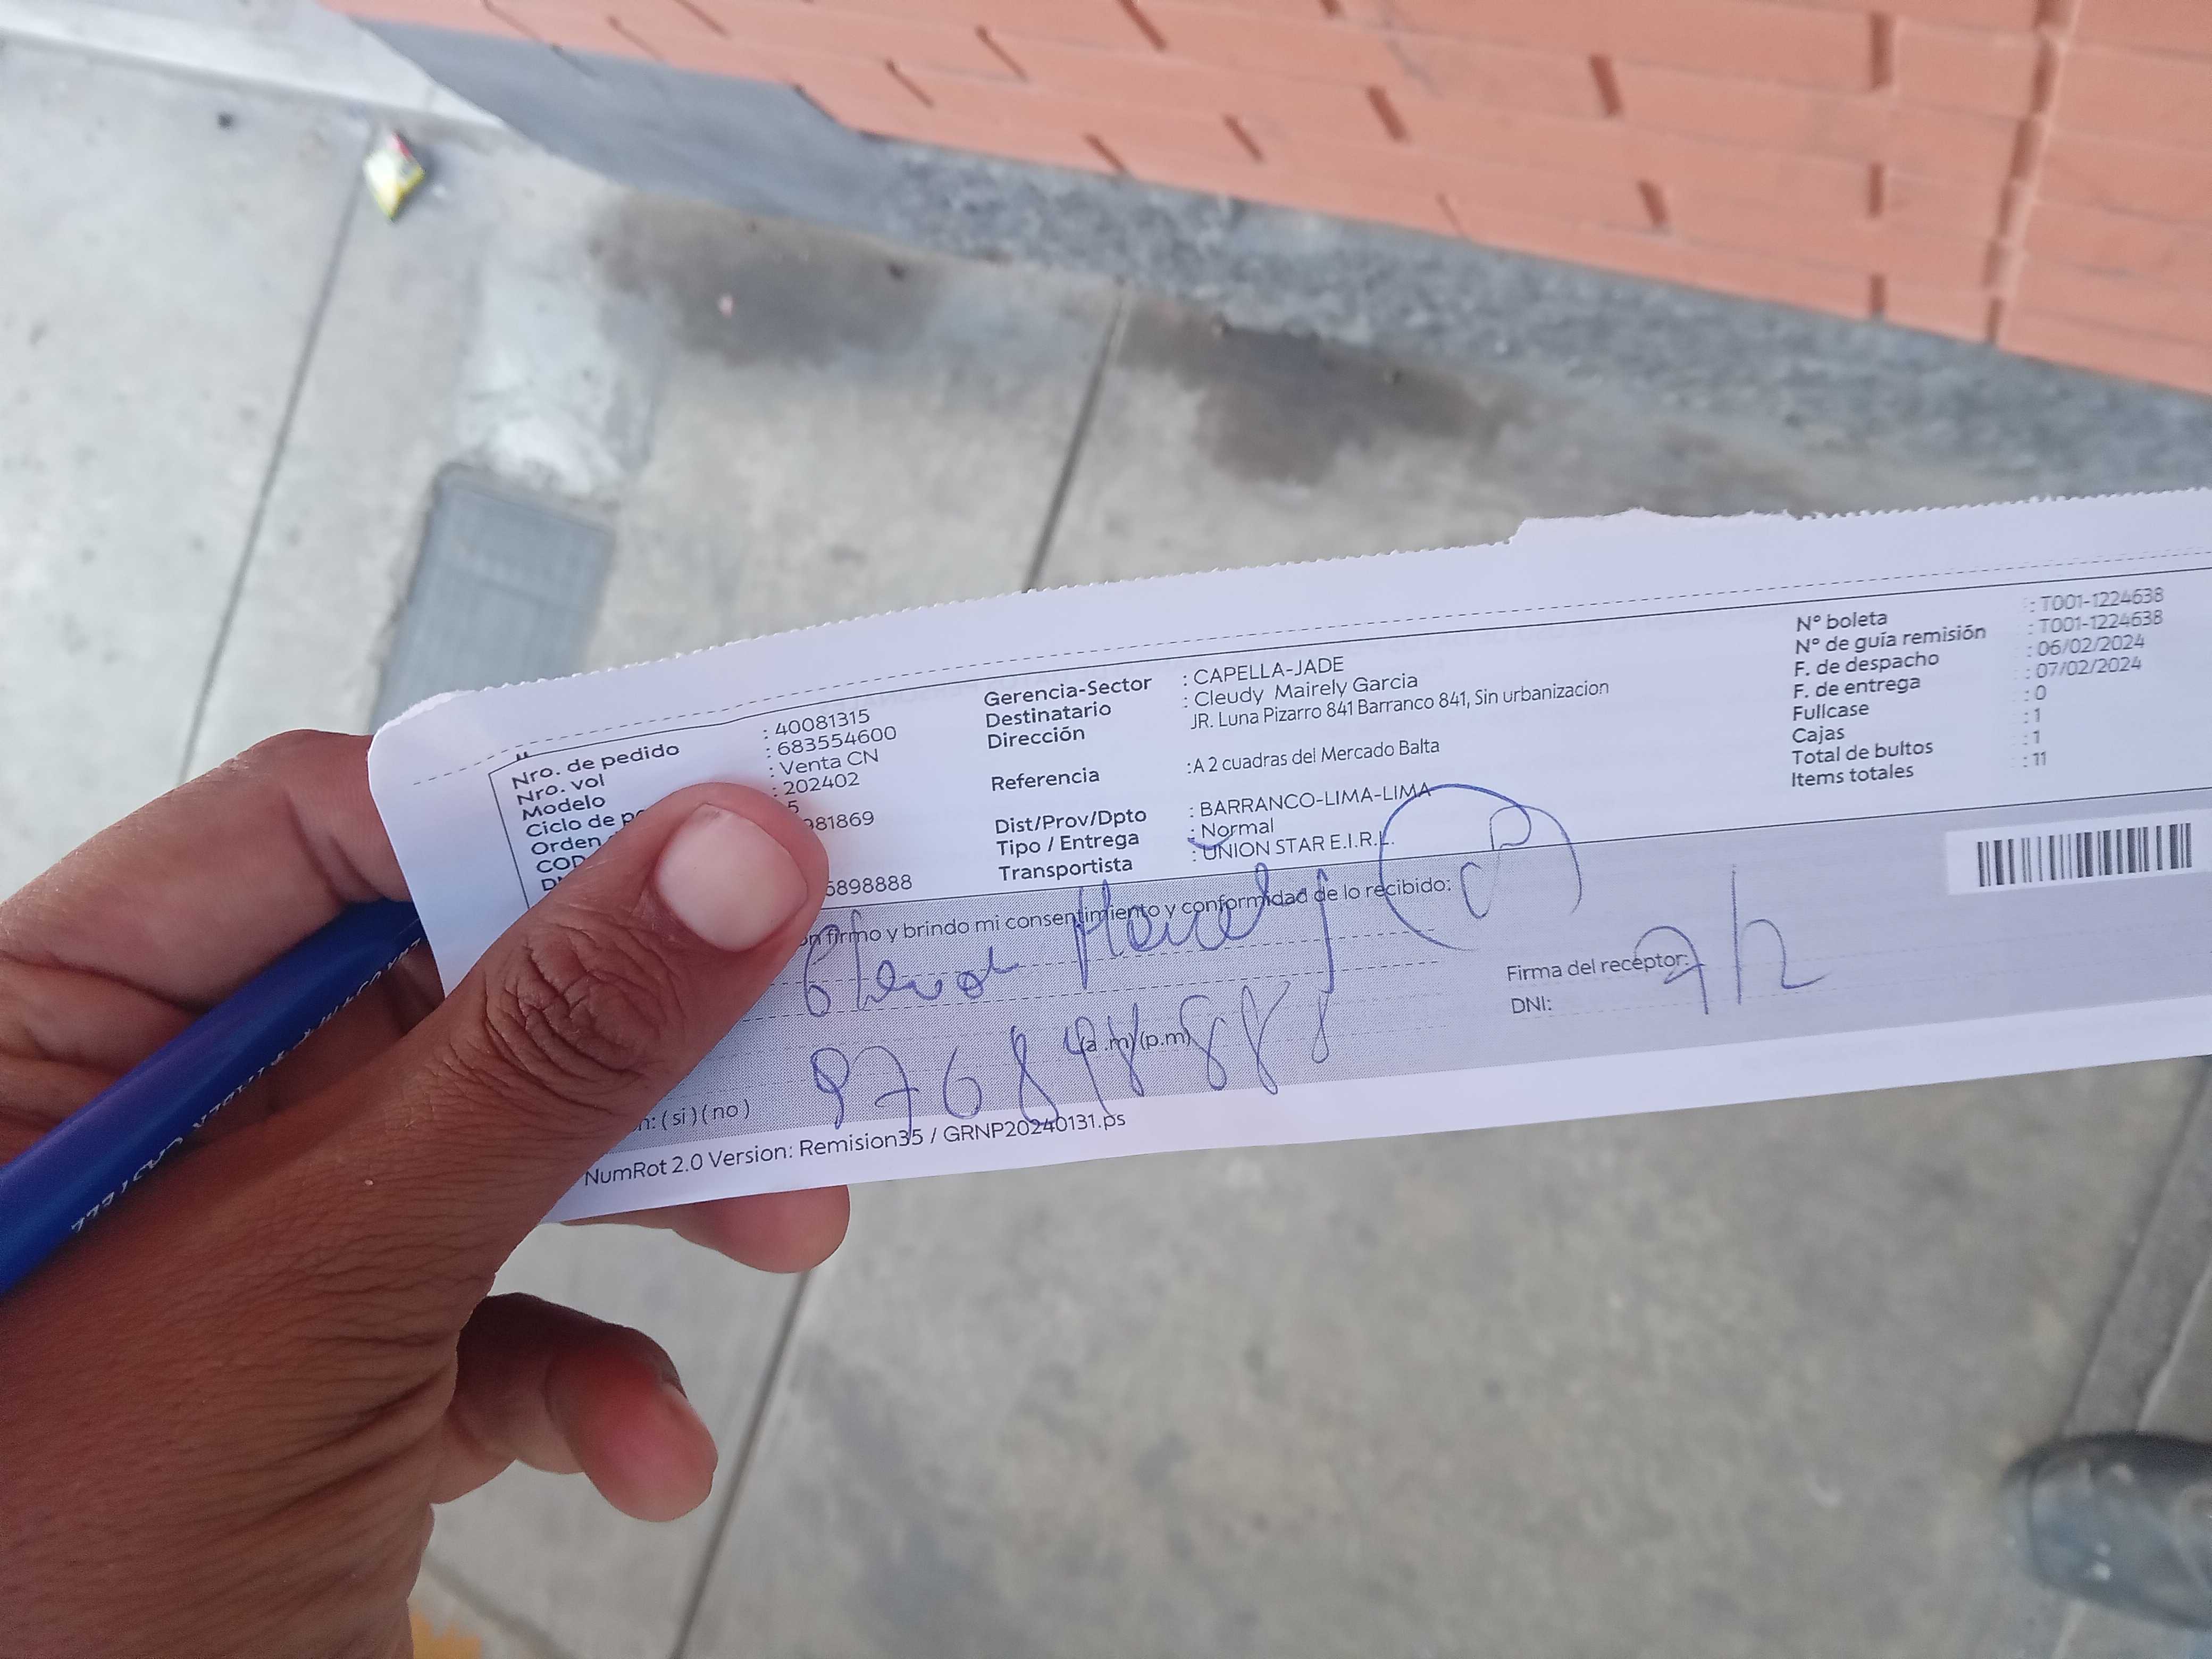 Nro. de pedido : 40081315
Nro. vol : 683554600
Modelo : Venta CN
Ciclo de : 202402
Orden 5
COD 981869
5898888
Gerencia-Sector : CAPELLA-JADE
Destinatario : Cleudy Mairely Garcia
Dirección JR. Luna Pizarro 841 Barranco 841, Sin urbanizacion
Referencia :A 2 cuadras del Mercado Balta
Dist/Prov/Dpto : BARRANCO-LIMA-LIMA
Tipo / Entrega : Normal
Transportista : UNION STAR E.I.R.L.
N° boleta : T001-1224638
N° de guía remisión : T001-1224638
F. de despacho : 06/02/2024
F. de entrega : 07/02/2024
Fullcase : 0
Cajas : 1
Total de bultos : 1
Items totales : 11
firmo y brindo mi consentimiento y conformidad de lo recibido:
Firma del receptor:
DNI:
(a.m)(p.m)
976898888
n: ( si ) ( no )
NumRot 2.0 Version: Remision35 / GRNP20240131.ps